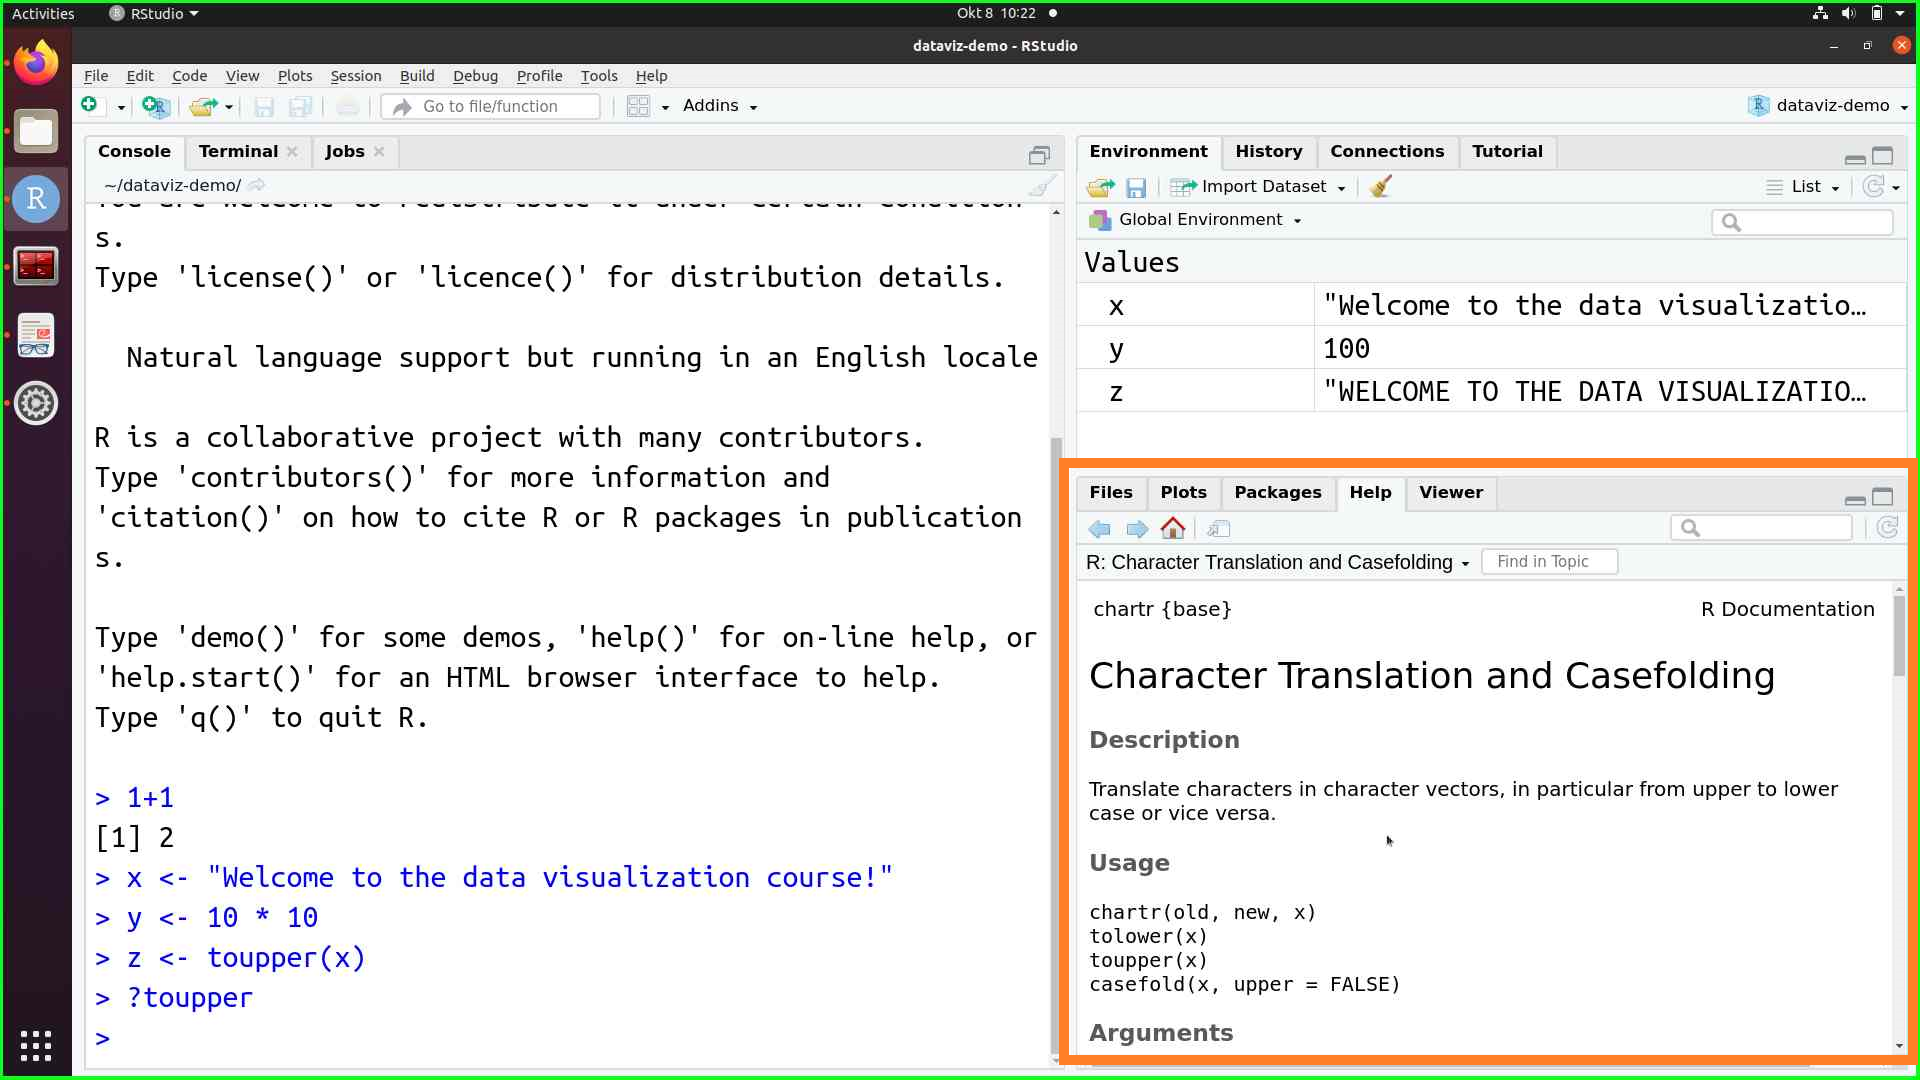 Activities
RStudio
Okt 8 10:22
dataviz-demo - RStudio
File Edit Code View Plots Session Build Debug Profile Tools Help
Go to file/function
Addins
dataviz-demo
Console Terminal Jobs
~/dataviz-demo/
You are welcome to redistribute it under certain condition
s.
Type 'license()' or 'licence()' for distribution details.
Natural language support but running in an English locale
R is a collaborative project with many contributors.
Type 'contributors()' for more information and
'citation()' on how to cite R or R packages in publication
s.
Type 'demo()' for some demos, 'help()' for on-line help, or
'help.start()' for an HTML browser interface to help.
Type 'q()' to quit R.
> 1+1
[1] 2
> x <- "Welcome to the data visualization course!"
> y <- 10 * 10
> z <- toupper(x)
> ?toupper
>
Environment History Connections Tutorial
Import Dataset
List
Global Environment
Values
x "Welcome to the data visualizatio…
y 100
z "WELCOME TO THE DATA VISUALIZATIO…
Files Plots Packages Help Viewer
R: Character Translation and Casefolding
Find in Topic
chartr {base}
R Documentation
Character Translation and Casefolding
Description
Translate characters in character vectors, in particular from upper to lower
case or vice versa.
Usage
chartr(old, new, x)
tolower(x)
toupper(x)
casefold(x, upper = FALSE)
Arguments